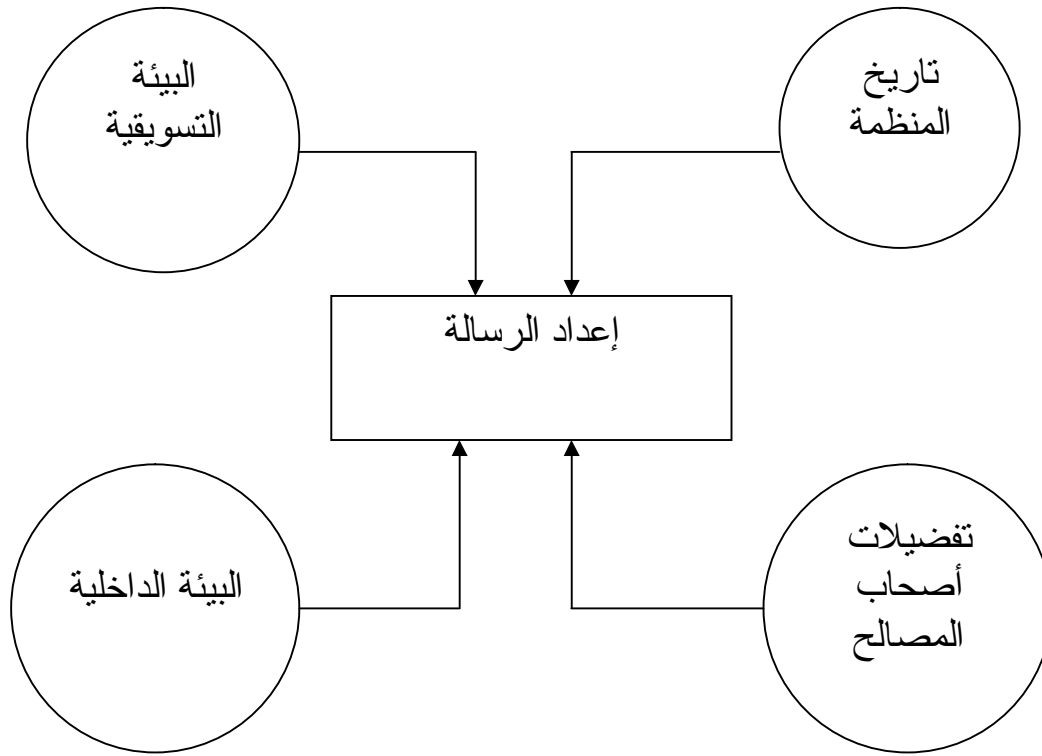 تاريخ
المنظمة
البيئة
التسويقية
إعداد الرسالة
تفضيلات
أصحاب
المصالح
البيئة الداخلية